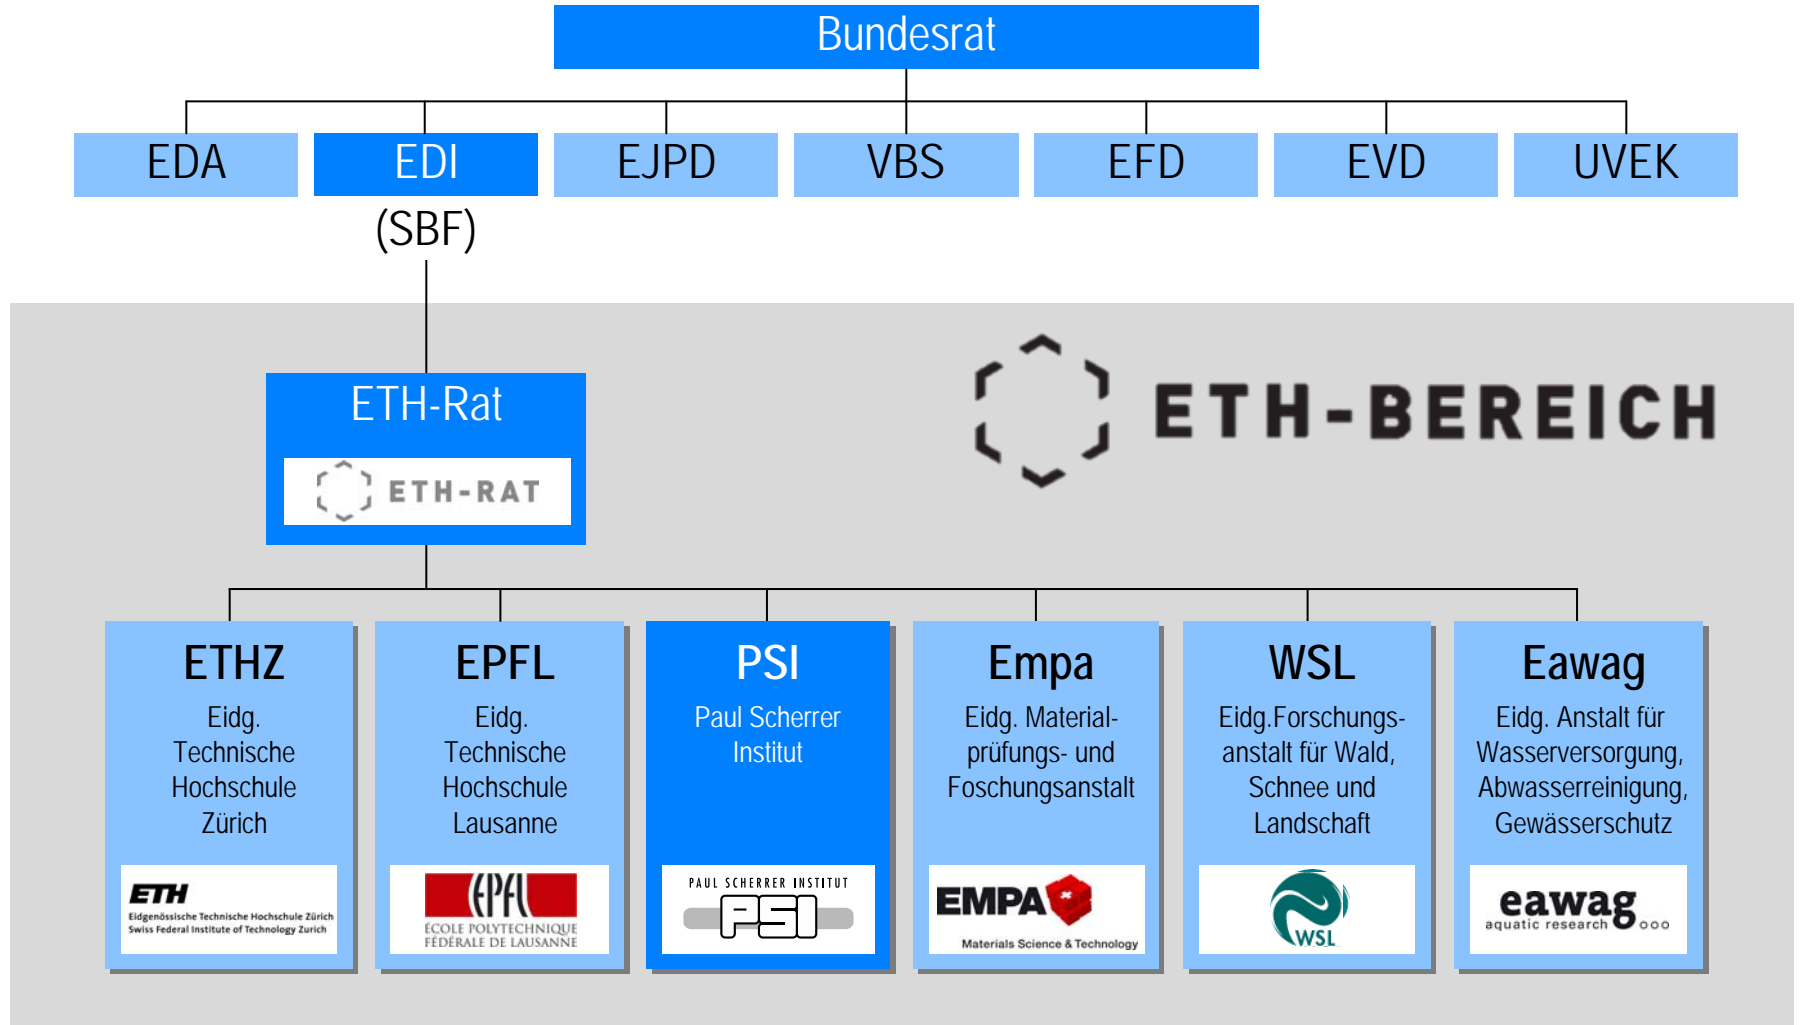 Bundesrat
EDA
EDI
EJPD
VBS
EFD
EVD
UVEK
(SBF)
ETH-BEREICH
ETH-Rat
ETH-RAT
ETHZ
Eidg.
Technische
Hochschule
Zürich
ETH
Eidgenössische Technische Hochschule Zürich
Swiss Federal Institute of Technology Zurich
EPFL
Eidg.
Technische
Hochschule
Lausanne
EPFL
ÉCOLE POLYTECHNIQUE
FÉDÉRALE DE LAUSANNE
PSI
Paul Scherrer
Institut
PAUL SCHERRER INSTITUT
PSI
Empa
Eidg. Material-
prüfungs- und
Foschungsanstalt
EMPA
Materials Science & Technology
WSL
Eidg.Forschungs-
anstalt für Wald,
Schnee und
Landschaft
WSL
Eawag
Eidg. Anstalt für
Wasserversorgung,
Abwasserreinigung,
Gewässerschutz
eawag
aquatic research